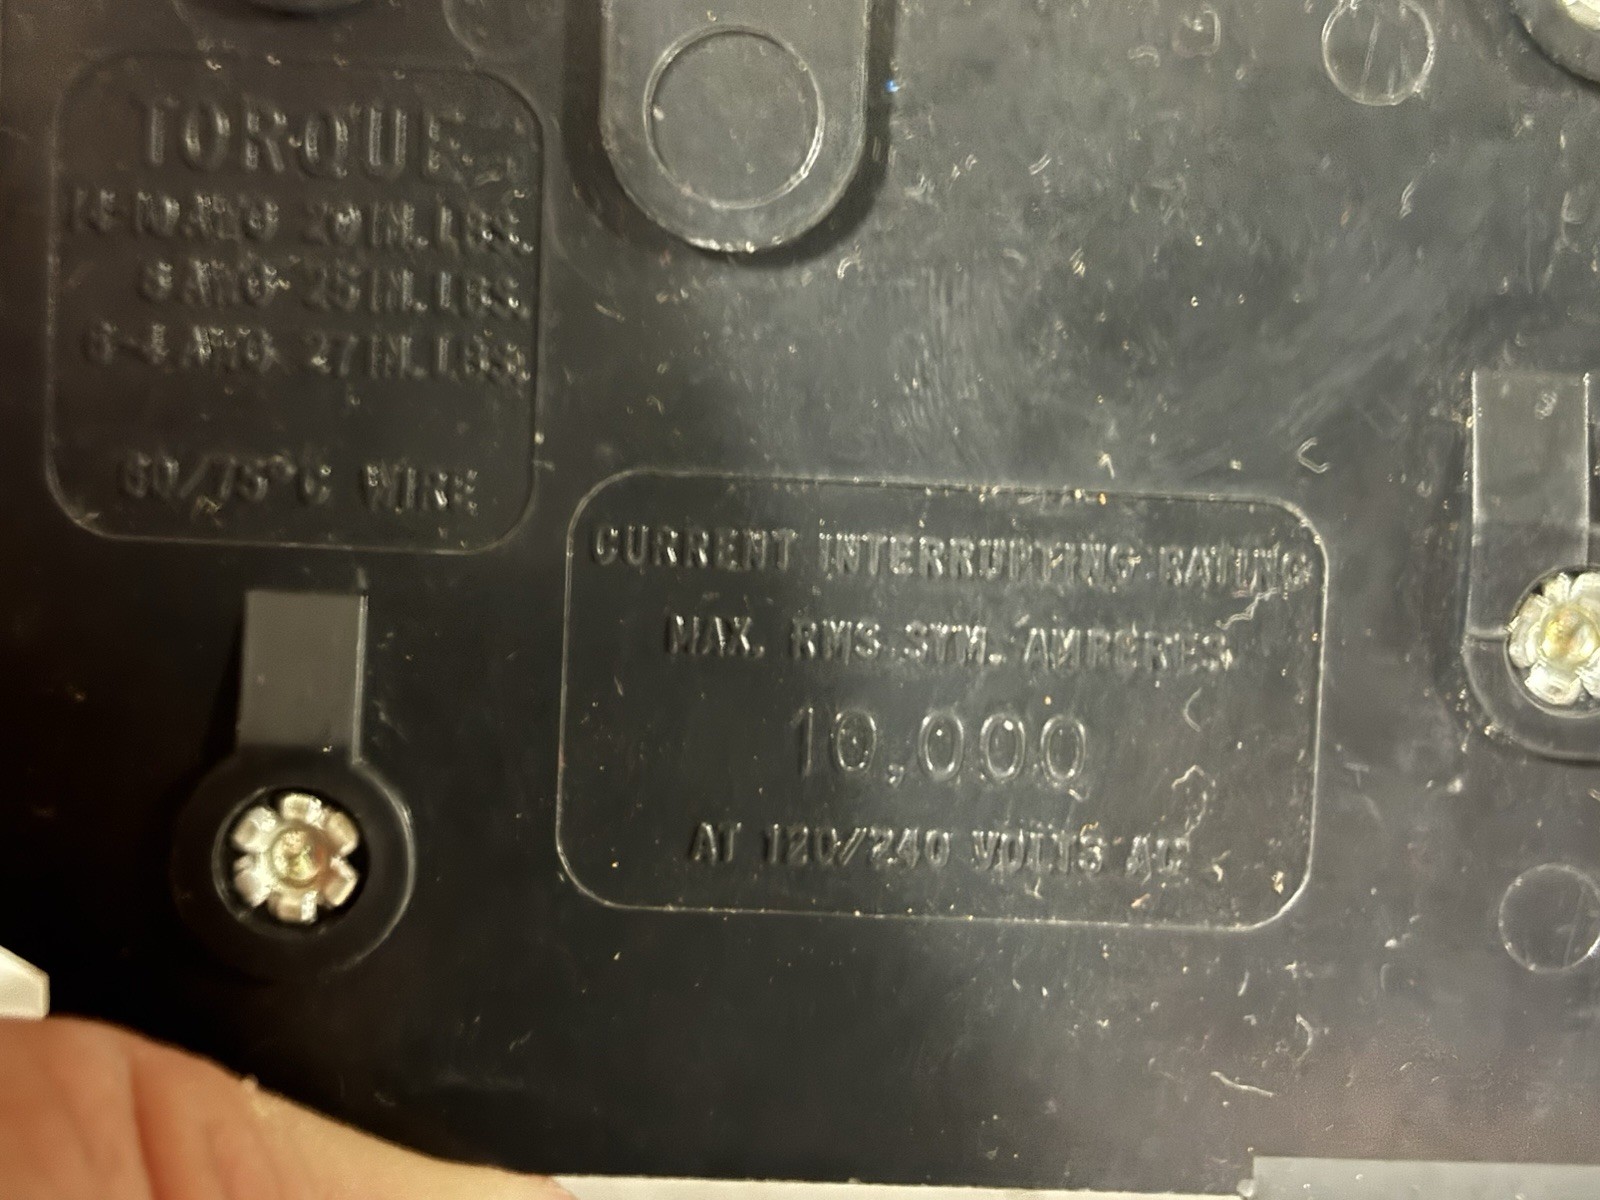 TORQUE
14-10 AWG 20 IN. LBS.
8 AWG 25 IN. LBS.
6-4 AWG 27 IN. LBS.
60/75°C WIRE
CURRENT INTERRUPTING RATING
MAX. RMS. SYM. AMPERES
10,000
AT 120/240 VOLTS AC